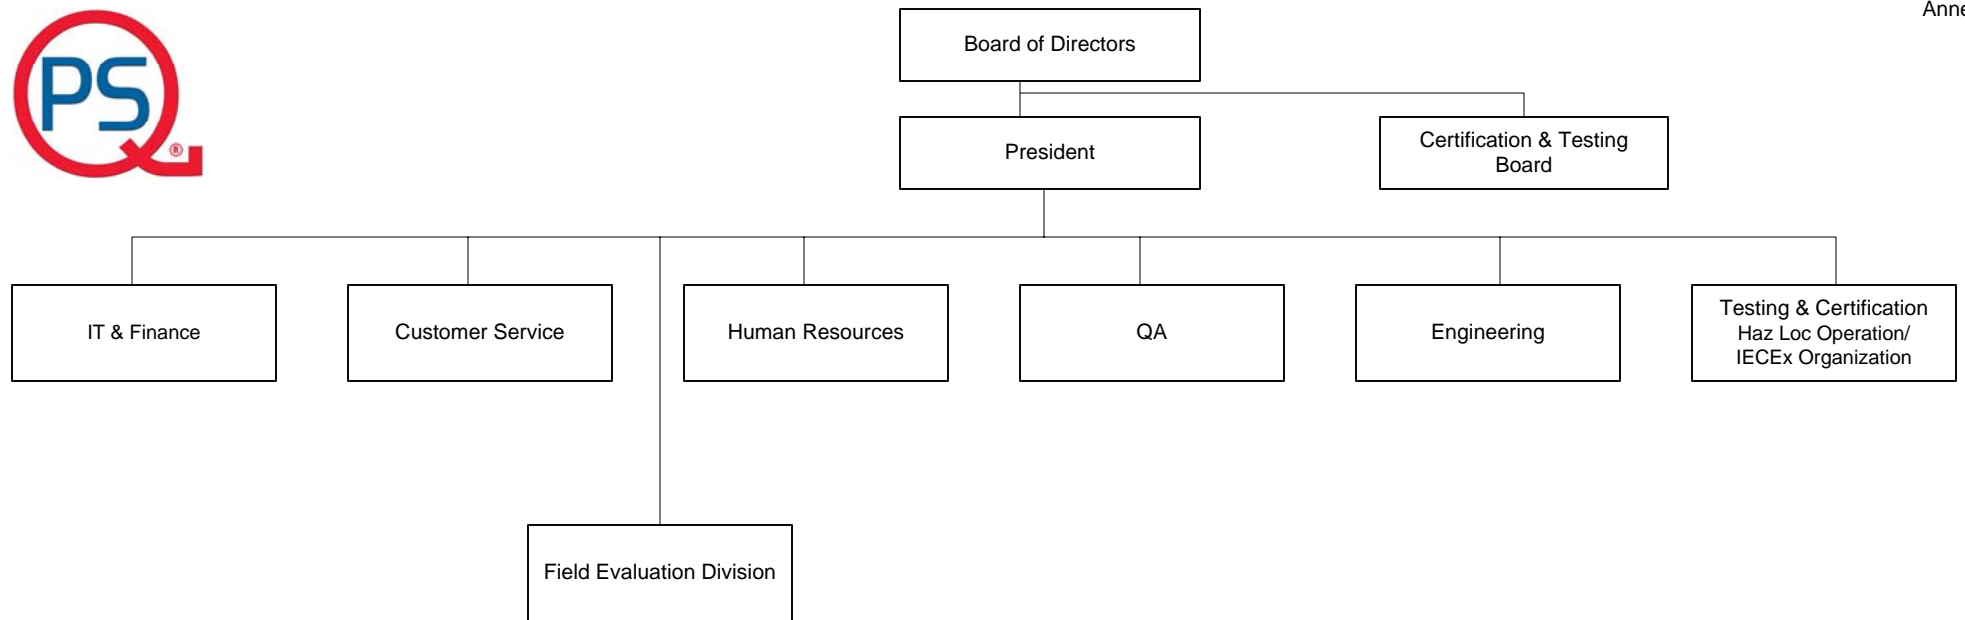 PS
Q
®
Board of Directors
President
Certification & Testing
Board
IT & Finance
Customer Service
Human Resources
QA
Engineering
Testing & Certification
Haz Loc Operation/
IECEx Organization
Field Evaluation Division